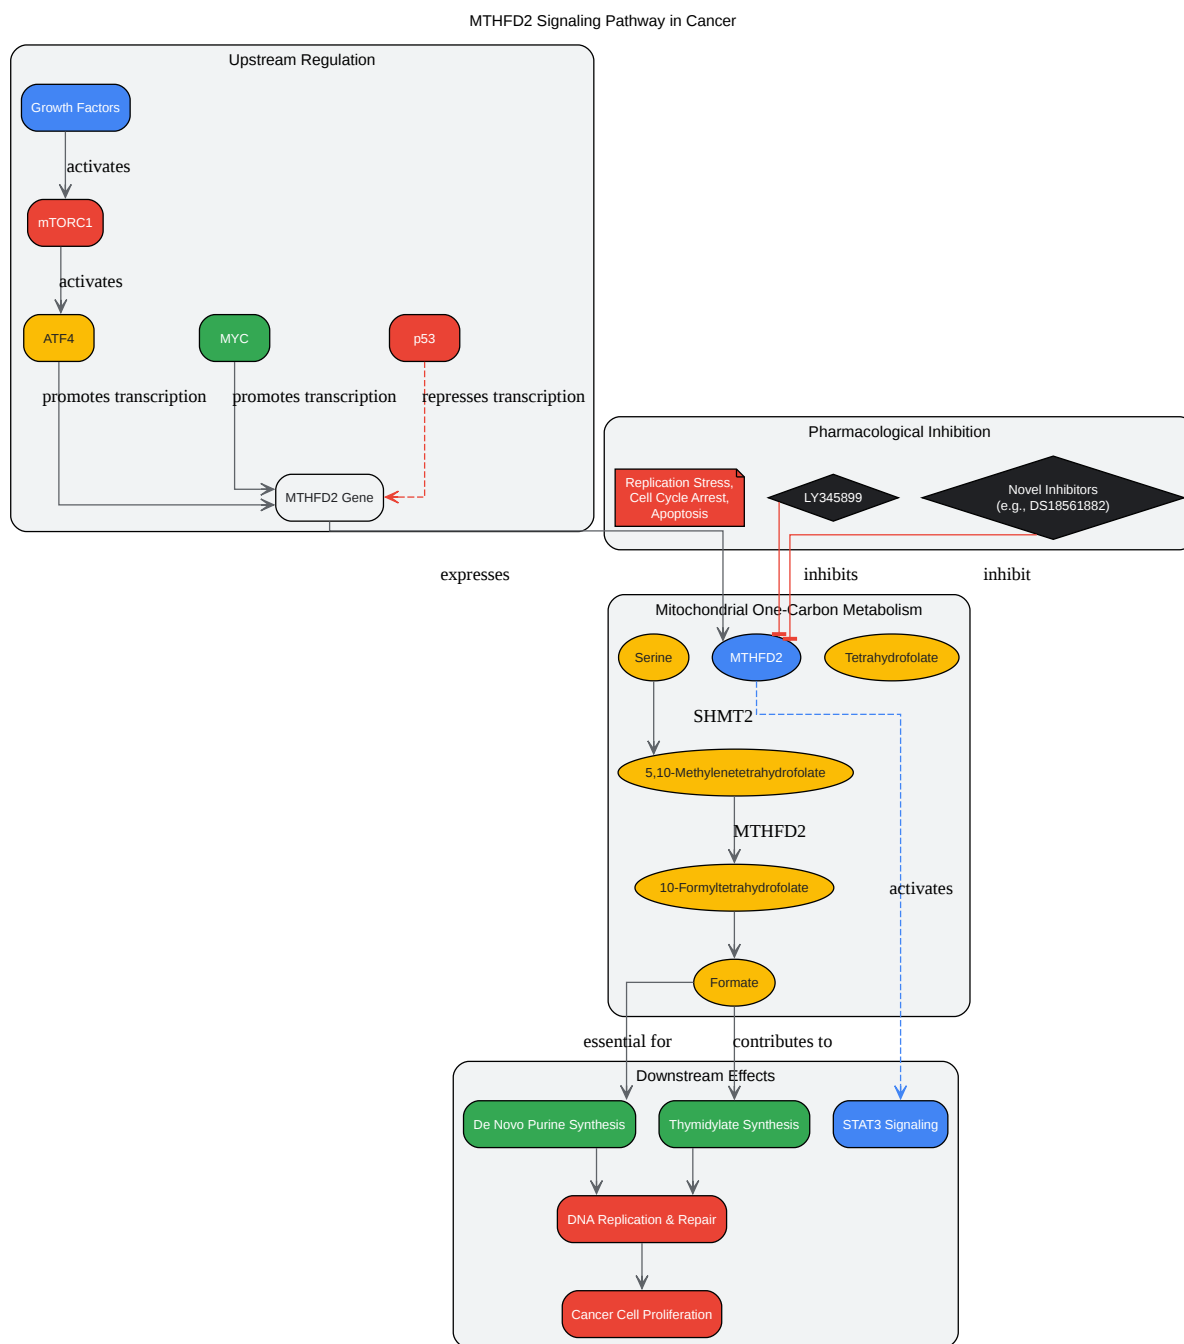 MTHFD2 Signaling Pathway in Cancer
Upstream Regulation
Growth Factors
activates
mTORC1
activates
ATF4
MYC
p53
promotes transcription
promotes transcription
represses transcription
MTHFD2 Gene
Pharmacological Inhibition
Replication Stress,
Cell Cycle Arrest,
Apoptosis
LY345899
Novel Inhibitors
(e.g., DS18561882)
expresses
inhibits
inhibit
Mitochondrial One-Carbon Metabolism
Serine
MTHFD2
Tetrahydrofolate
SHMT2
5,10-Methylenetetrahydrofolate
MTHFD2
10-Formyltetrahydrofolate
activates
Formate
essential for
contributes to
Downstream Effects
De Novo Purine Synthesis
Thymidylate Synthesis
STAT3 Signaling
DNA Replication & Repair
Cancer Cell Proliferation